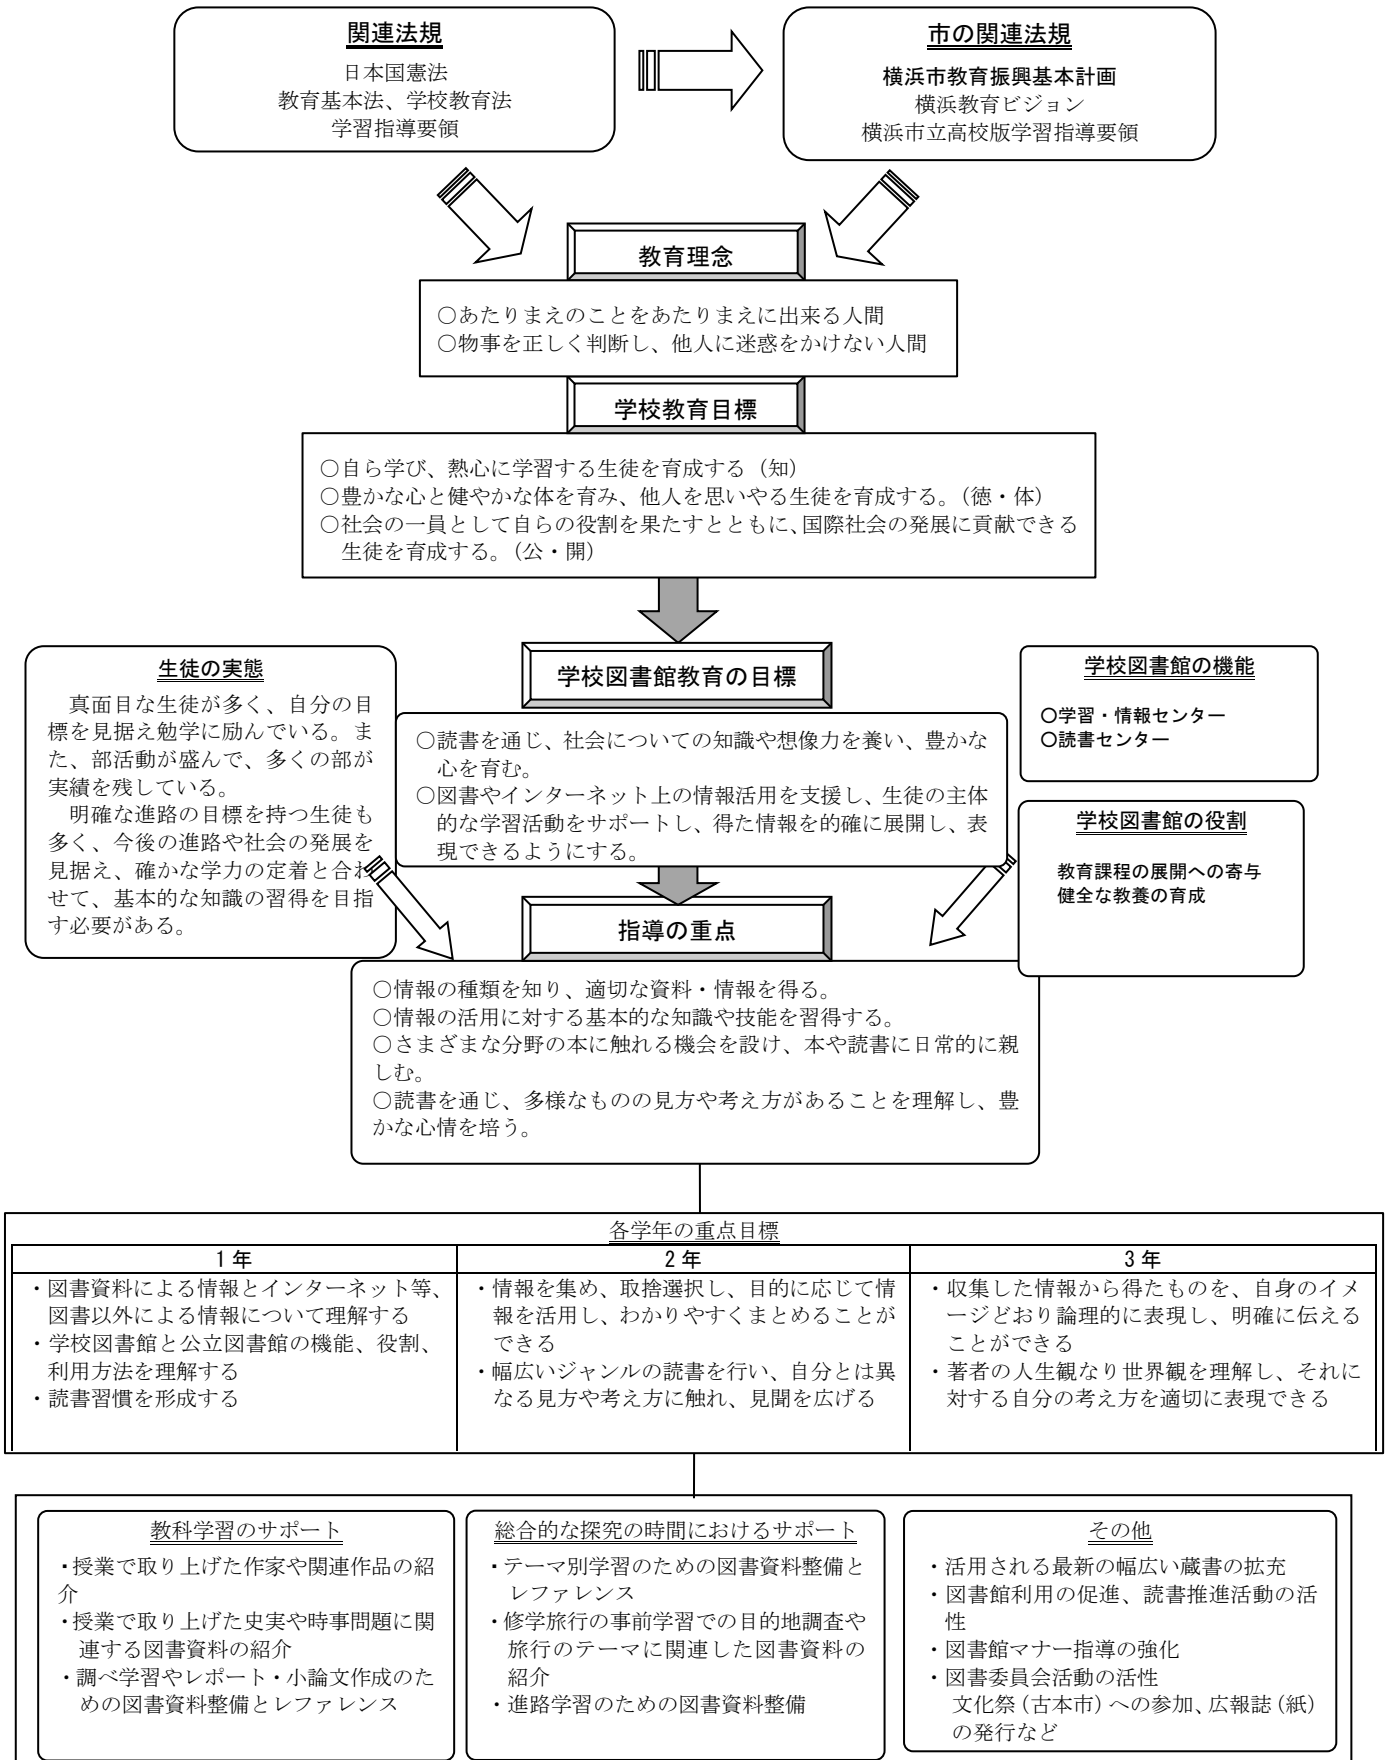 関連法規
日本国憲法
教育基本法、学校教育法
学習指導要領
市の関連法規
横浜市教育振興基本計画
横浜教育ビジョン
横浜市立高校版学習指導要領
教育理念
○あたりまえのことをあたりまえに出来る人間
○物事を正しく判断し、他人に迷惑をかけない人間
学校教育目標
○自ら学び、熱心に学習する生徒を育成する（知）
○豊かな心と健やかな体を育み、他人を思いやる生徒を育成する。（徳・体）
○社会の一員として自らの役割を果たすとともに、国際社会の発展に貢献できる
生徒を育成する。（公・開）
生徒の実態
真面目な生徒が多く、自分の目
標を見据え勉学に励んでいる。ま
た、部活動が盛んで、多くの部が
実績を残している。
明確な進路の目標を持つ生徒も
多く、今後の進路や社会の発展を
見据え、確かな学力の定着と合わ
せて、基本的な知識の習得を目指
す必要がある。
学校図書館教育の目標
○読書を通じ、社会についての知識や想像力を養い、豊かな
心を育む。
○図書やインターネット上の情報活用を支援し、生徒の主体
的な学習活動をサポートし、得た情報を的確に展開し、表
現できるようにする。
学校図書館の機能
○学習・情報センター
○読書センター
学校図書館の役割
教育課程の展開への寄与
健全な教養の育成
指導の重点
○情報の種類を知り、適切な資料・情報を得る。
○情報の活用に対する基本的な知識や技能を習得する。
○さまざまな分野の本に触れる機会を設け、本や読書に日常的に親
しむ。
○読書を通じ、多様なものの見方や考え方があることを理解し、豊
かな心情を培う。
各学年の重点目標
1年
・図書資料による情報とインターネット等、
図書以外による情報について理解する
・学校図書館と公立図書館の機能、役割、
利用方法を理解する
・読書習慣を形成する
2年
・情報を集め、取捨選択し、目的に応じて情
報を活用し、わかりやすくまとめることが
できる
・幅広いジャンルの読書を行い、自分とは異
なる見方や考え方に触れ、見聞を広げる
3年
・収集した情報から得たものを、自身のイメ
ージどおり論理的に表現し、明確に伝える
ことができる
・著者の人生観なり世界観を理解し、それに
対する自分の考え方を適切に表現できる
教科学習のサポート
・授業で取り上げた作家や関連作品の紹
介
・授業で取り上げた史実や時事問題に関
連する図書資料の紹介
・調べ学習やレポート・小論文作成のた
めの図書資料整備とレファレンス
総合的な探究の時間におけるサポート
・テーマ別学習のための図書資料整備と
レファレンス
・修学旅行の事前学習での目的地調査や
旅行のテーマに関連した図書資料の
紹介
・進路学習のための図書資料整備
その他
・活用される最新の幅広い蔵書の拡充
・図書館利用の促進、読書推進活動の活
性
・図書館マナー指導の強化
・図書委員会活動の活性
文化祭（古本市）への参加、広報誌（紙）
の発行など